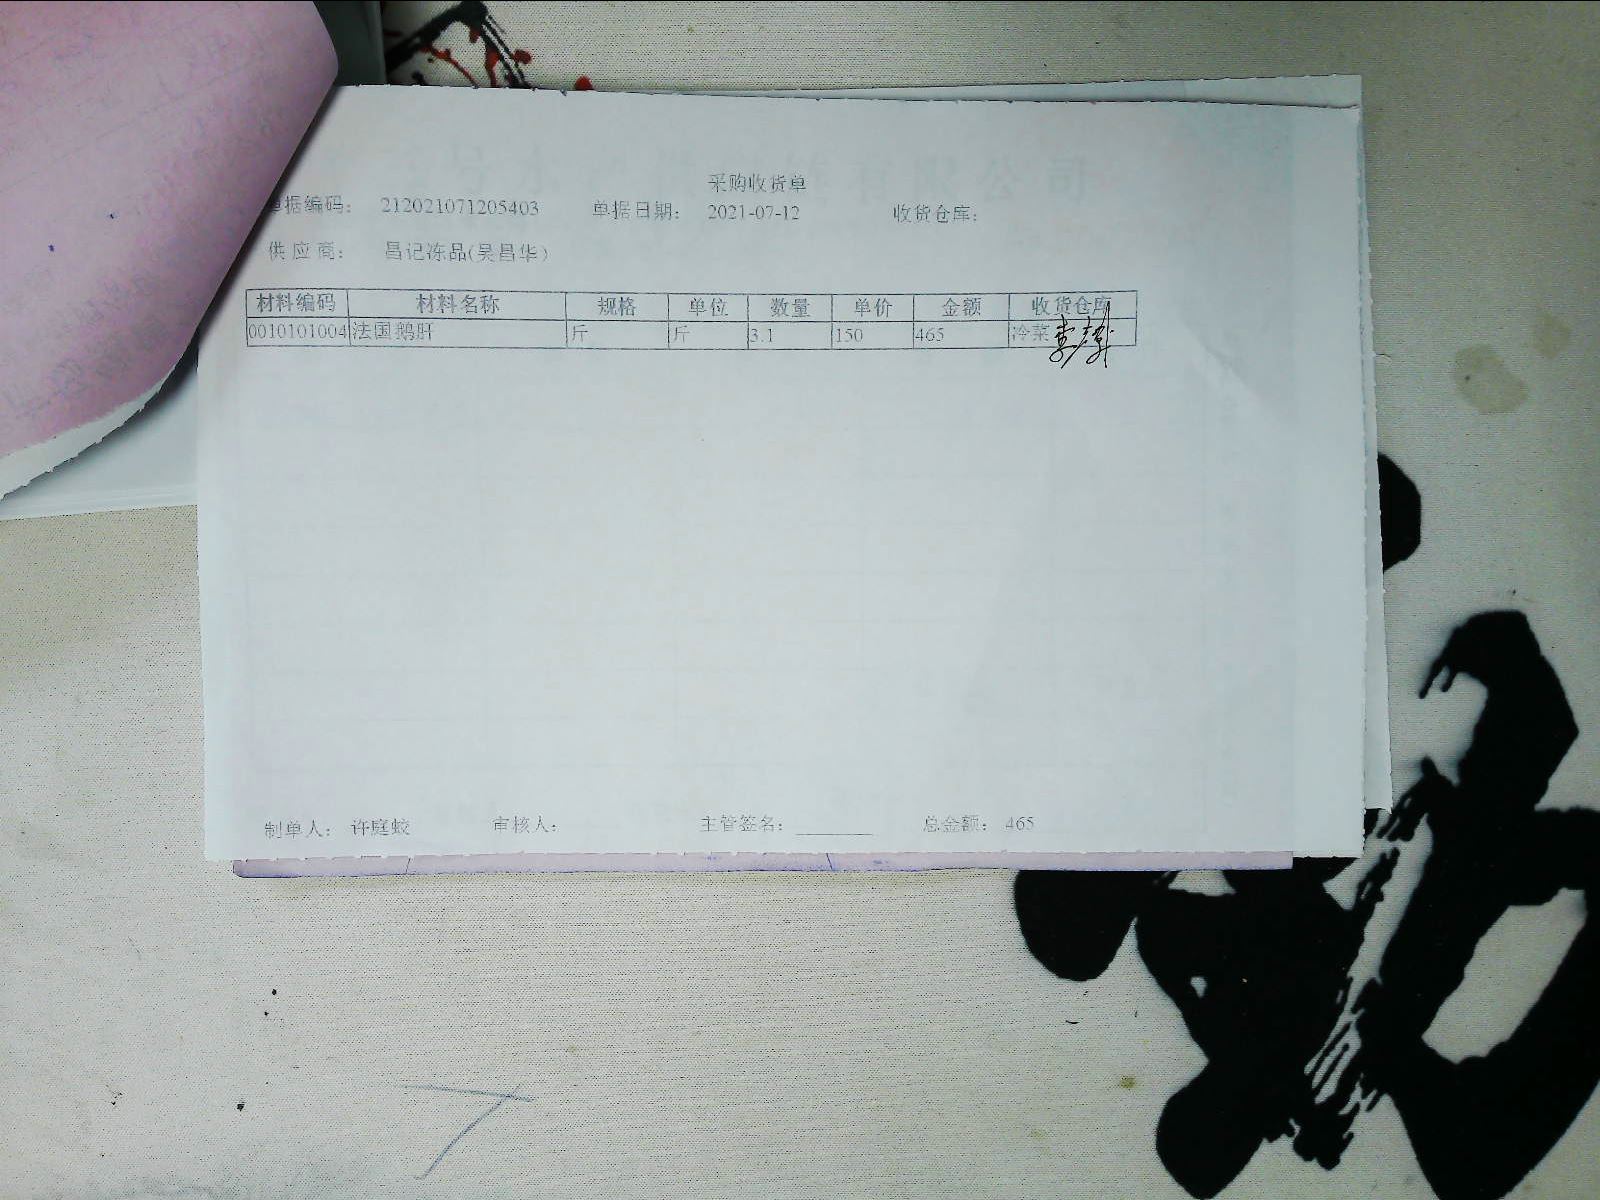 采购收货单
单据编码： 212021071205403 单据日期： 2021-07-12 收货仓库：
供应商： 昌记冻品(吴昌华)
材料编码 材料名称 规格 单位 数量 单价 金额 收货仓库
0010101004 法国鹅肝 斤 斤 3.1 150 465 冷菜
制单人： 许庭蛟 审核人： 主管签名：________ 总金额： 465